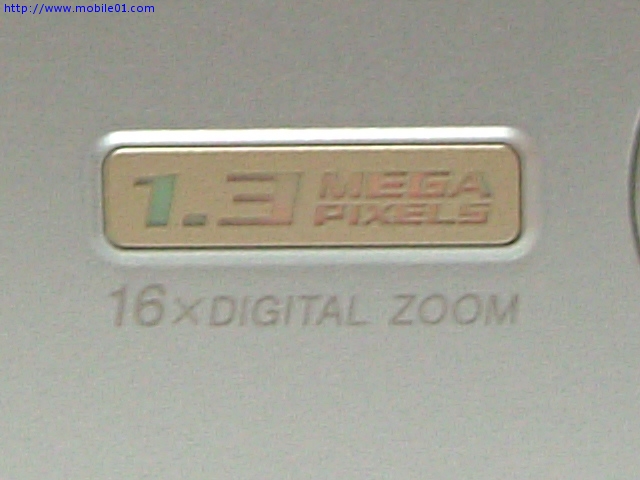 http://www.mobile01.com
1.3 MEGA
PIXELS
16×DIGITAL ZOOM